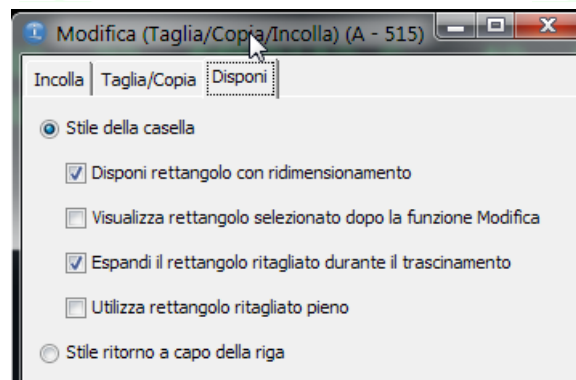 Modifica (Taglia/Copia/Incolla) (A - 515)
Incolla Taglia/Copia Disponi
Stile della casella
Disponi rettangolo con ridimensionamento
Visualizza rettangolo selezionato dopo la funzione Modifica
Espandi il rettangolo ritagliato durante il trascinamento
Utilizza rettangolo ritagliato pieno
Stile ritorno a capo della riga